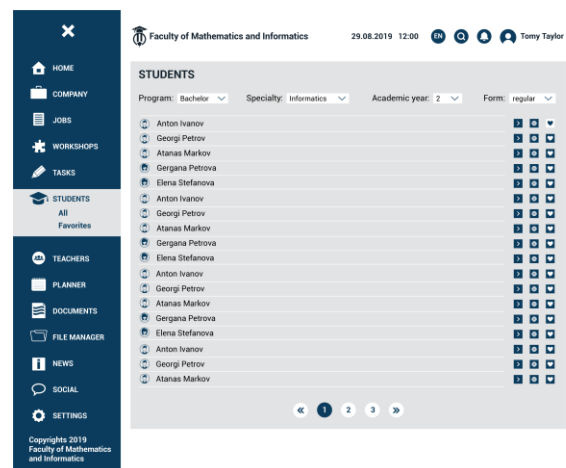 Faculty of Mathematics and Informatics
29.08.2019 12:00 EN Tomy Taylor
HOME
COMPANY
JOBS
WORKSHOPS
TASKS
STUDENTS
All
Favorites
TEACHERS
PLANNER
DOCUMENTS
FILE MANAGER
NEWS
SOCIAL
SETTINGS
Copyrights 2019
Faculty of Mathematics
and Informatics
STUDENTS
Program: Bachelor Specialty: Informatics Academic year: 2 Form: regular
Anton Ivanov
Georgi Petrov
Atanas Markov
Gergana Petrova
Elena Stefanova
Anton Ivanov
Georgi Petrov
Atanas Markov
Gergana Petrova
Elena Stefanova
Anton Ivanov
Georgi Petrov
Atanas Markov
Gergana Petrova
Elena Stefanova
Anton Ivanov
Georgi Petrov
Atanas Markov
« 1 2 3 »